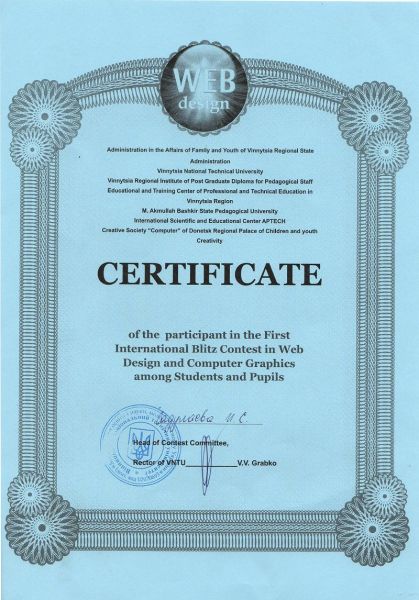 WEB
design
Administration in the Affairs of Family and Youth of Vinnytsia Regional State
Administration
Vinnytsia National Technical University
Vinnytsia Regional Institute of Post Graduate Diploma for Pedagogical Staff
Educational and Training Center of Professional and Technical Education in
Vinnytsia Region
M. Akmullah Bashkir State Pedagogical University
International Scientific and Educational Center APTECH
Creative Society "Computer" of Donetsk Regional Palace of Children and youth
Creativity
CERTIFICATE
of the participant in the First
International Blitz Contest in Web
Design and Computer Graphics
among Students and Pupils
И. С.
Head of Contest Committee,
Rector of VNTU____________V.V. Grabko